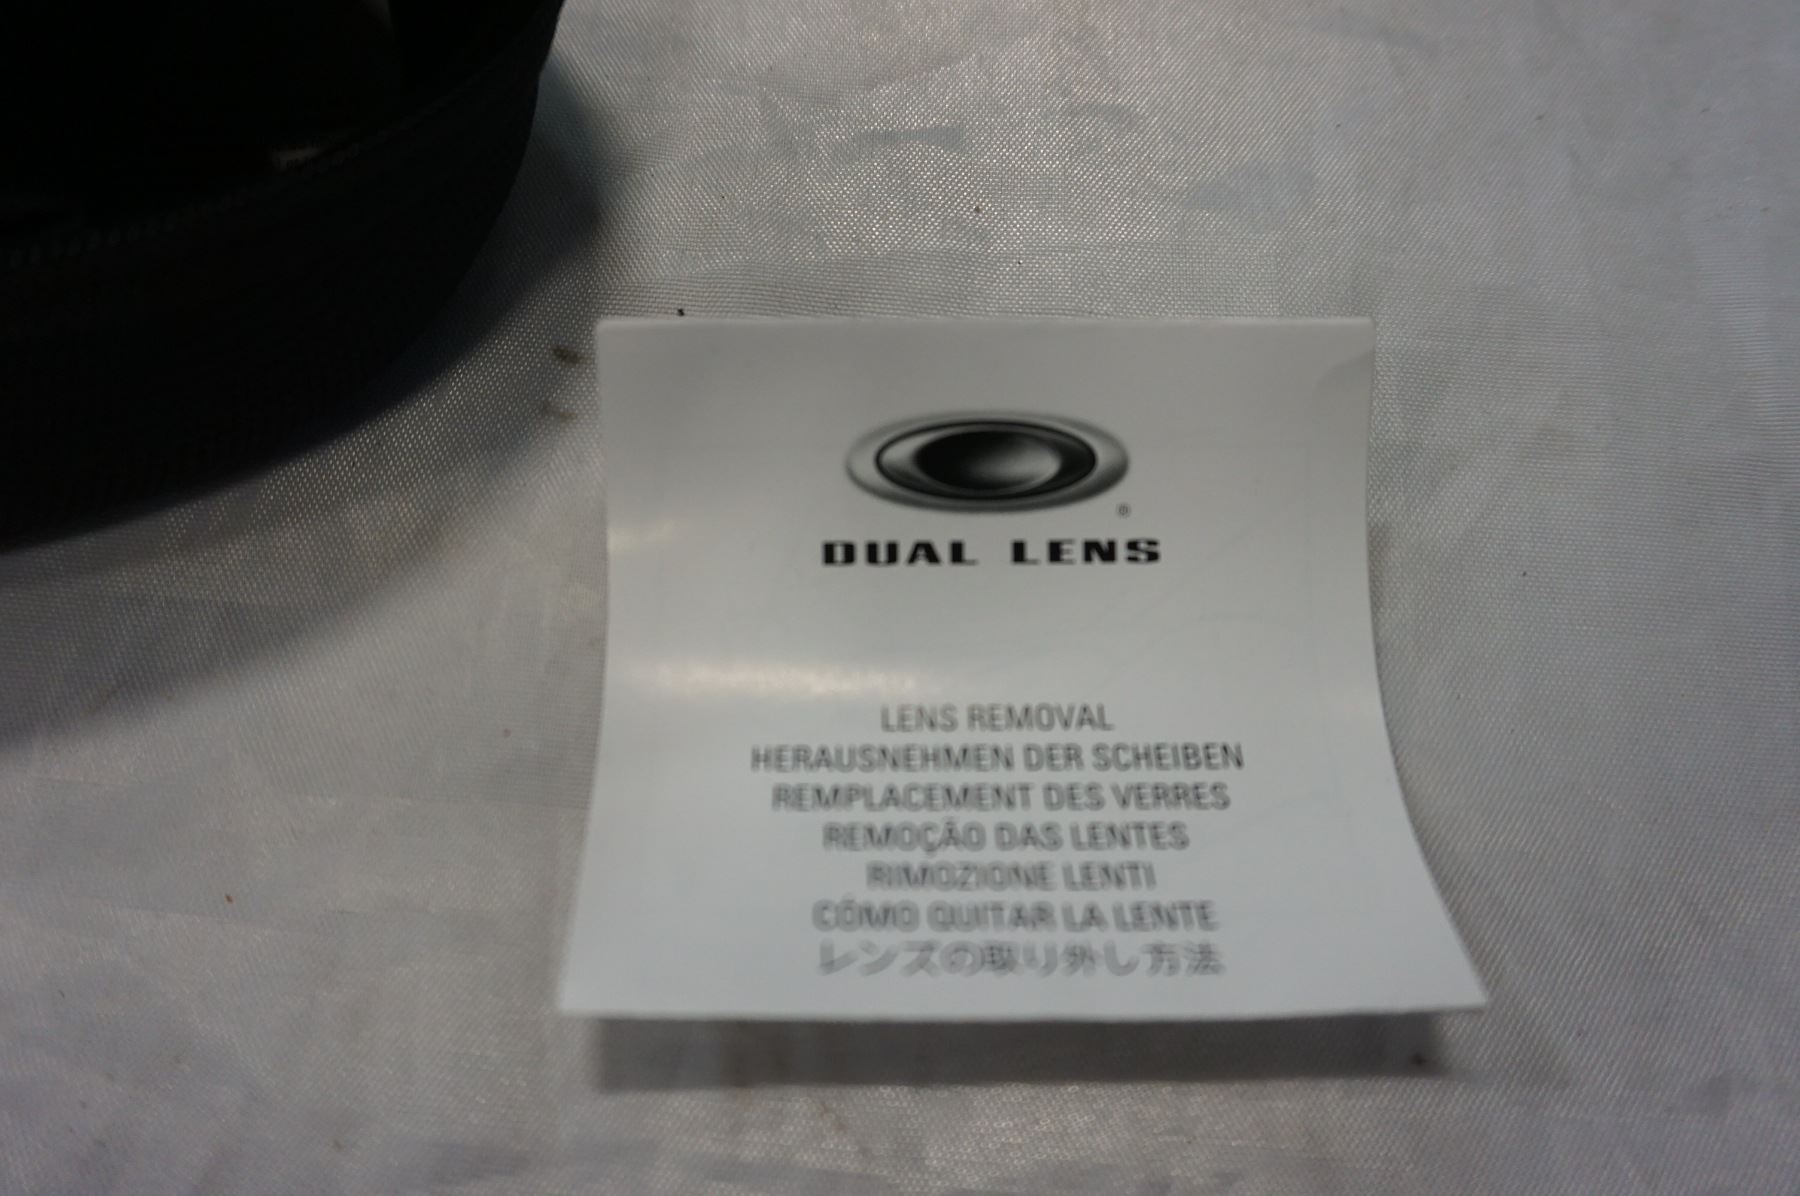 ®
DUAL LENS
LENS REMOVAL
HERAUSNEHMEN DER SCHEIBEN
REMPLACEMENT DES VERRES
REMOÇÃO DAS LENTES
RIMOZIONE LENTI
CÓMO QUITAR LA LENTE
レンズの取り外し方法